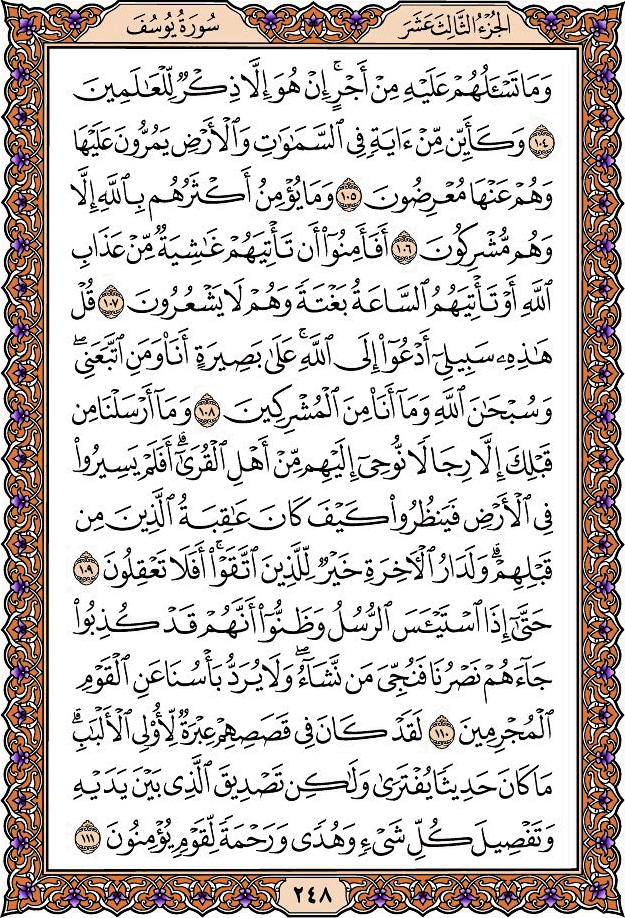 الجزء الثالث عشر
سورة يوسف
وَمَا تَسْـَٔلُهُمْ عَلَيْهِ مِنْ أَجْرٍ ۚ إِنْ هُوَ إِلَّا ذِكْرٌ لِّلْعَـٰلَمِينَ
١٠٤ وَكَأَيِّن مِّنْ ءَايَةٍ فِى ٱلسَّمَـٰوَٰتِ وَٱلْأَرْضِ يَمُرُّونَ عَلَيْهَا
وَهُمْ عَنْهَا مُعْرِضُونَ ١٠٥ وَمَا يُؤْمِنُ أَكْثَرُهُم بِٱللَّهِ إِلَّا
وَهُم مُّشْرِكُونَ ١٠٦ أَفَأَمِنُوٓا۟ أَن تَأْتِيَهُمْ غَـٰشِيَةٌ مِّنْ عَذَابِ
ٱللَّهِ أَوْ تَأْتِيَهُمُ ٱلسَّاعَةُ بَغْتَةً وَهُمْ لَا يَشْعُرُونَ ١٠٧ قُلْ
هَـٰذِهِۦ سَبِيلِىٓ أَدْعُوٓا۟ إِلَى ٱللَّهِ ۚ عَلَىٰ بَصِيرَةٍ أَنَا۠ وَمَنِ ٱتَّبَعَنِى ۖ
وَسُبْحَـٰنَ ٱللَّهِ وَمَآ أَنَا۠ مِنَ ٱلْمُشْرِكِينَ ١٠٨ وَمَآ أَرْسَلْنَا مِن
قَبْلِكَ إِلَّا رِجَالًا نُّوحِىٓ إِلَيْهِم مِّنْ أَهْلِ ٱلْقُرَىٰٓ ۗ أَفَلَمْ يَسِيرُوا۟
فِى ٱلْأَرْضِ فَيَنظُرُوا۟ كَيْفَ كَانَ عَـٰقِبَةُ ٱلَّذِينَ مِن
قَبْلِهِمْ ۗ وَلَدَارُ ٱلْـَٔاخِرَةِ خَيْرٌ لِّلَّذِينَ ٱتَّقَوْا۟ ۗ أَفَلَا تَعْقِلُونَ ١٠٩
حَتَّىٰٓ إِذَا ٱسْتَيْـَٔسَ ٱلرُّسُلُ وَظَنُّوٓا۟ أَنَّهُمْ قَدْ كُذِبُوا۟
جَآءَهُمْ نَصْرُنَا فَنُجِّىَ مَن نَّشَآءُ ۖ وَلَا يُرَدُّ بَأْسُنَا عَنِ ٱلْقَوْمِ
ٱلْمُجْرِمِينَ ١١٠ لَقَدْ كَانَ فِى قَصَصِهِمْ عِبْرَةٌ لِّأُو۟لِى ٱلْأَلْبَـٰبِ ۗ
مَا كَانَ حَدِيثًا يُفْتَرَىٰ وَلَـٰكِن تَصْدِيقَ ٱلَّذِى بَيْنَ يَدَيْهِ
وَتَفْصِيلَ كُلِّ شَىْءٍ وَهُدًى وَرَحْمَةً لِّقَوْمٍ يُؤْمِنُونَ ١١١
٢٤٨